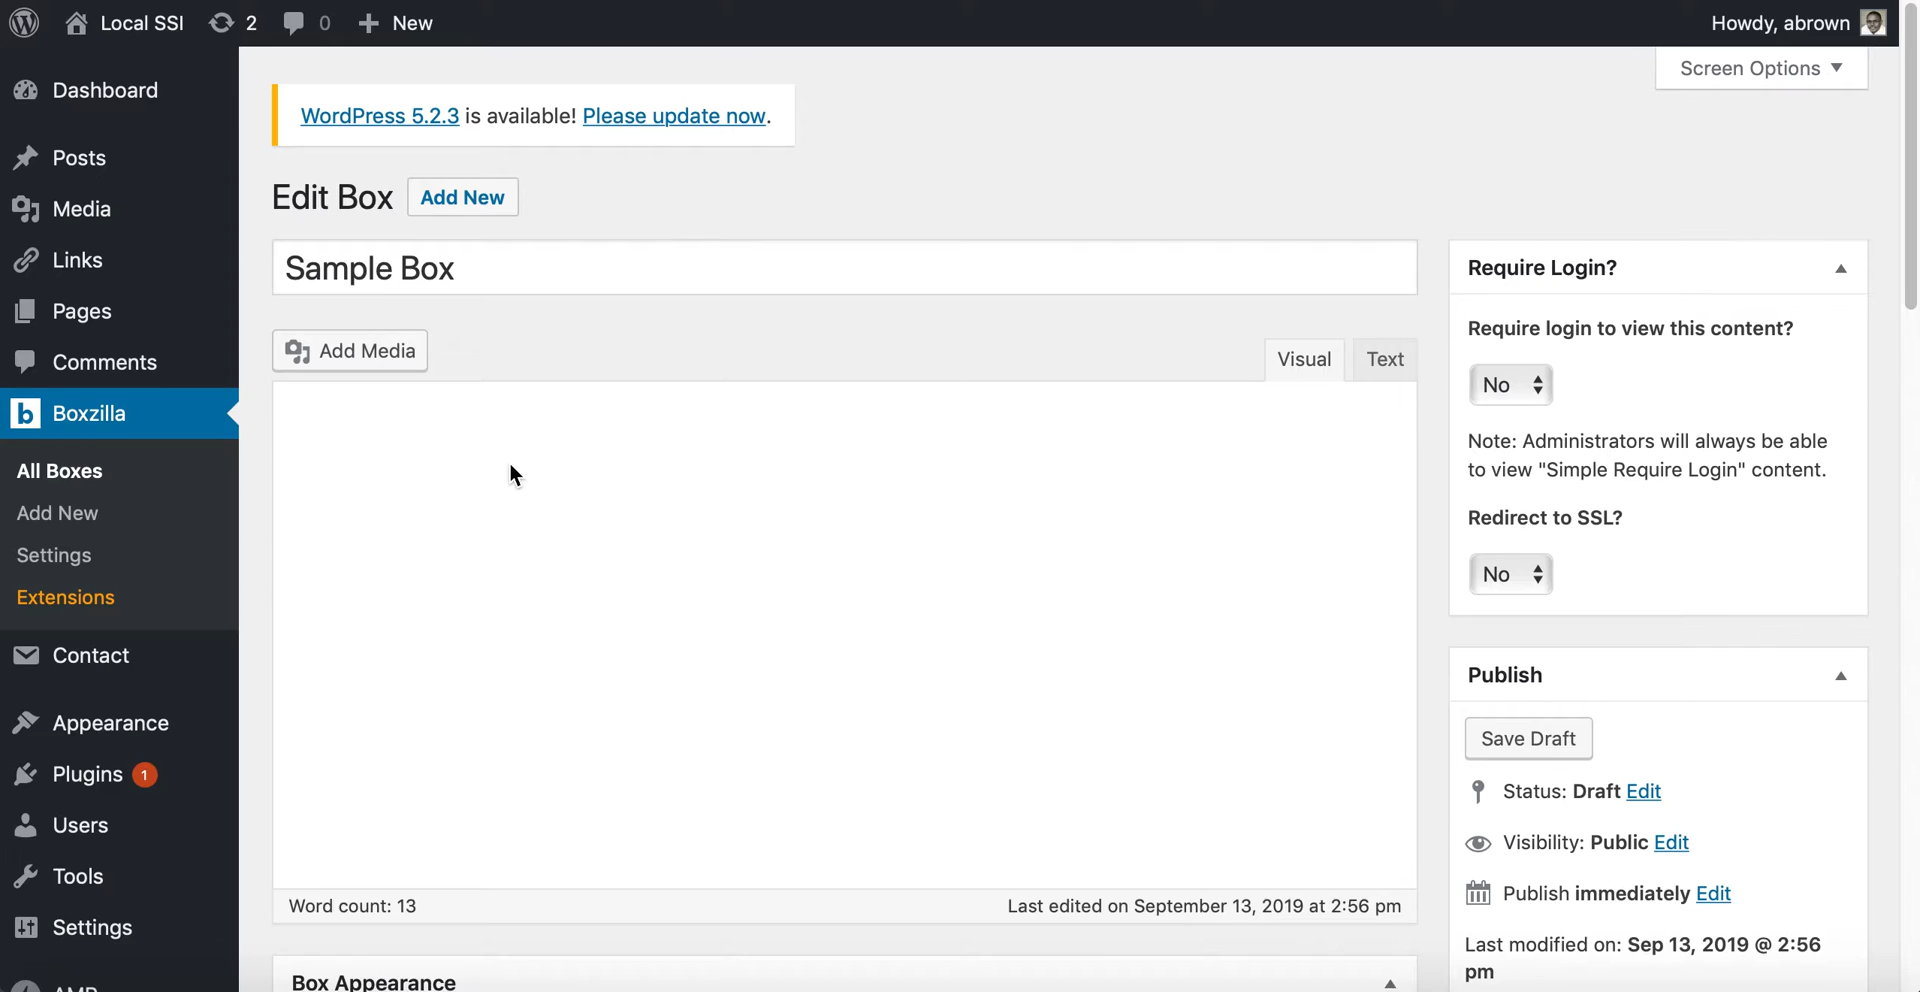 Local SSI 2 0 New Howdy, abrown
Screen Options
Dashboard
Posts
Media
Links
Pages
Comments
Boxzilla
All Boxes
Add New
Settings
Extensions
Contact
Appearance
Plugins 1
Users
Tools
Settings
WordPress 5.2.3 is available! Please update now.
Edit Box Add New
Sample Box
Add Media
Visual Text
Word count: 13 Last edited on September 13, 2019 at 2:56 pm
Box Appearance
Require Login?
Require login to view this content?
No
Note: Administrators will always be able
to view "Simple Require Login" content.
Redirect to SSL?
No
Publish
Save Draft
Status: Draft Edit
Visibility: Public Edit
Publish immediately Edit
Last modified on: Sep 13, 2019 @ 2:56
pm